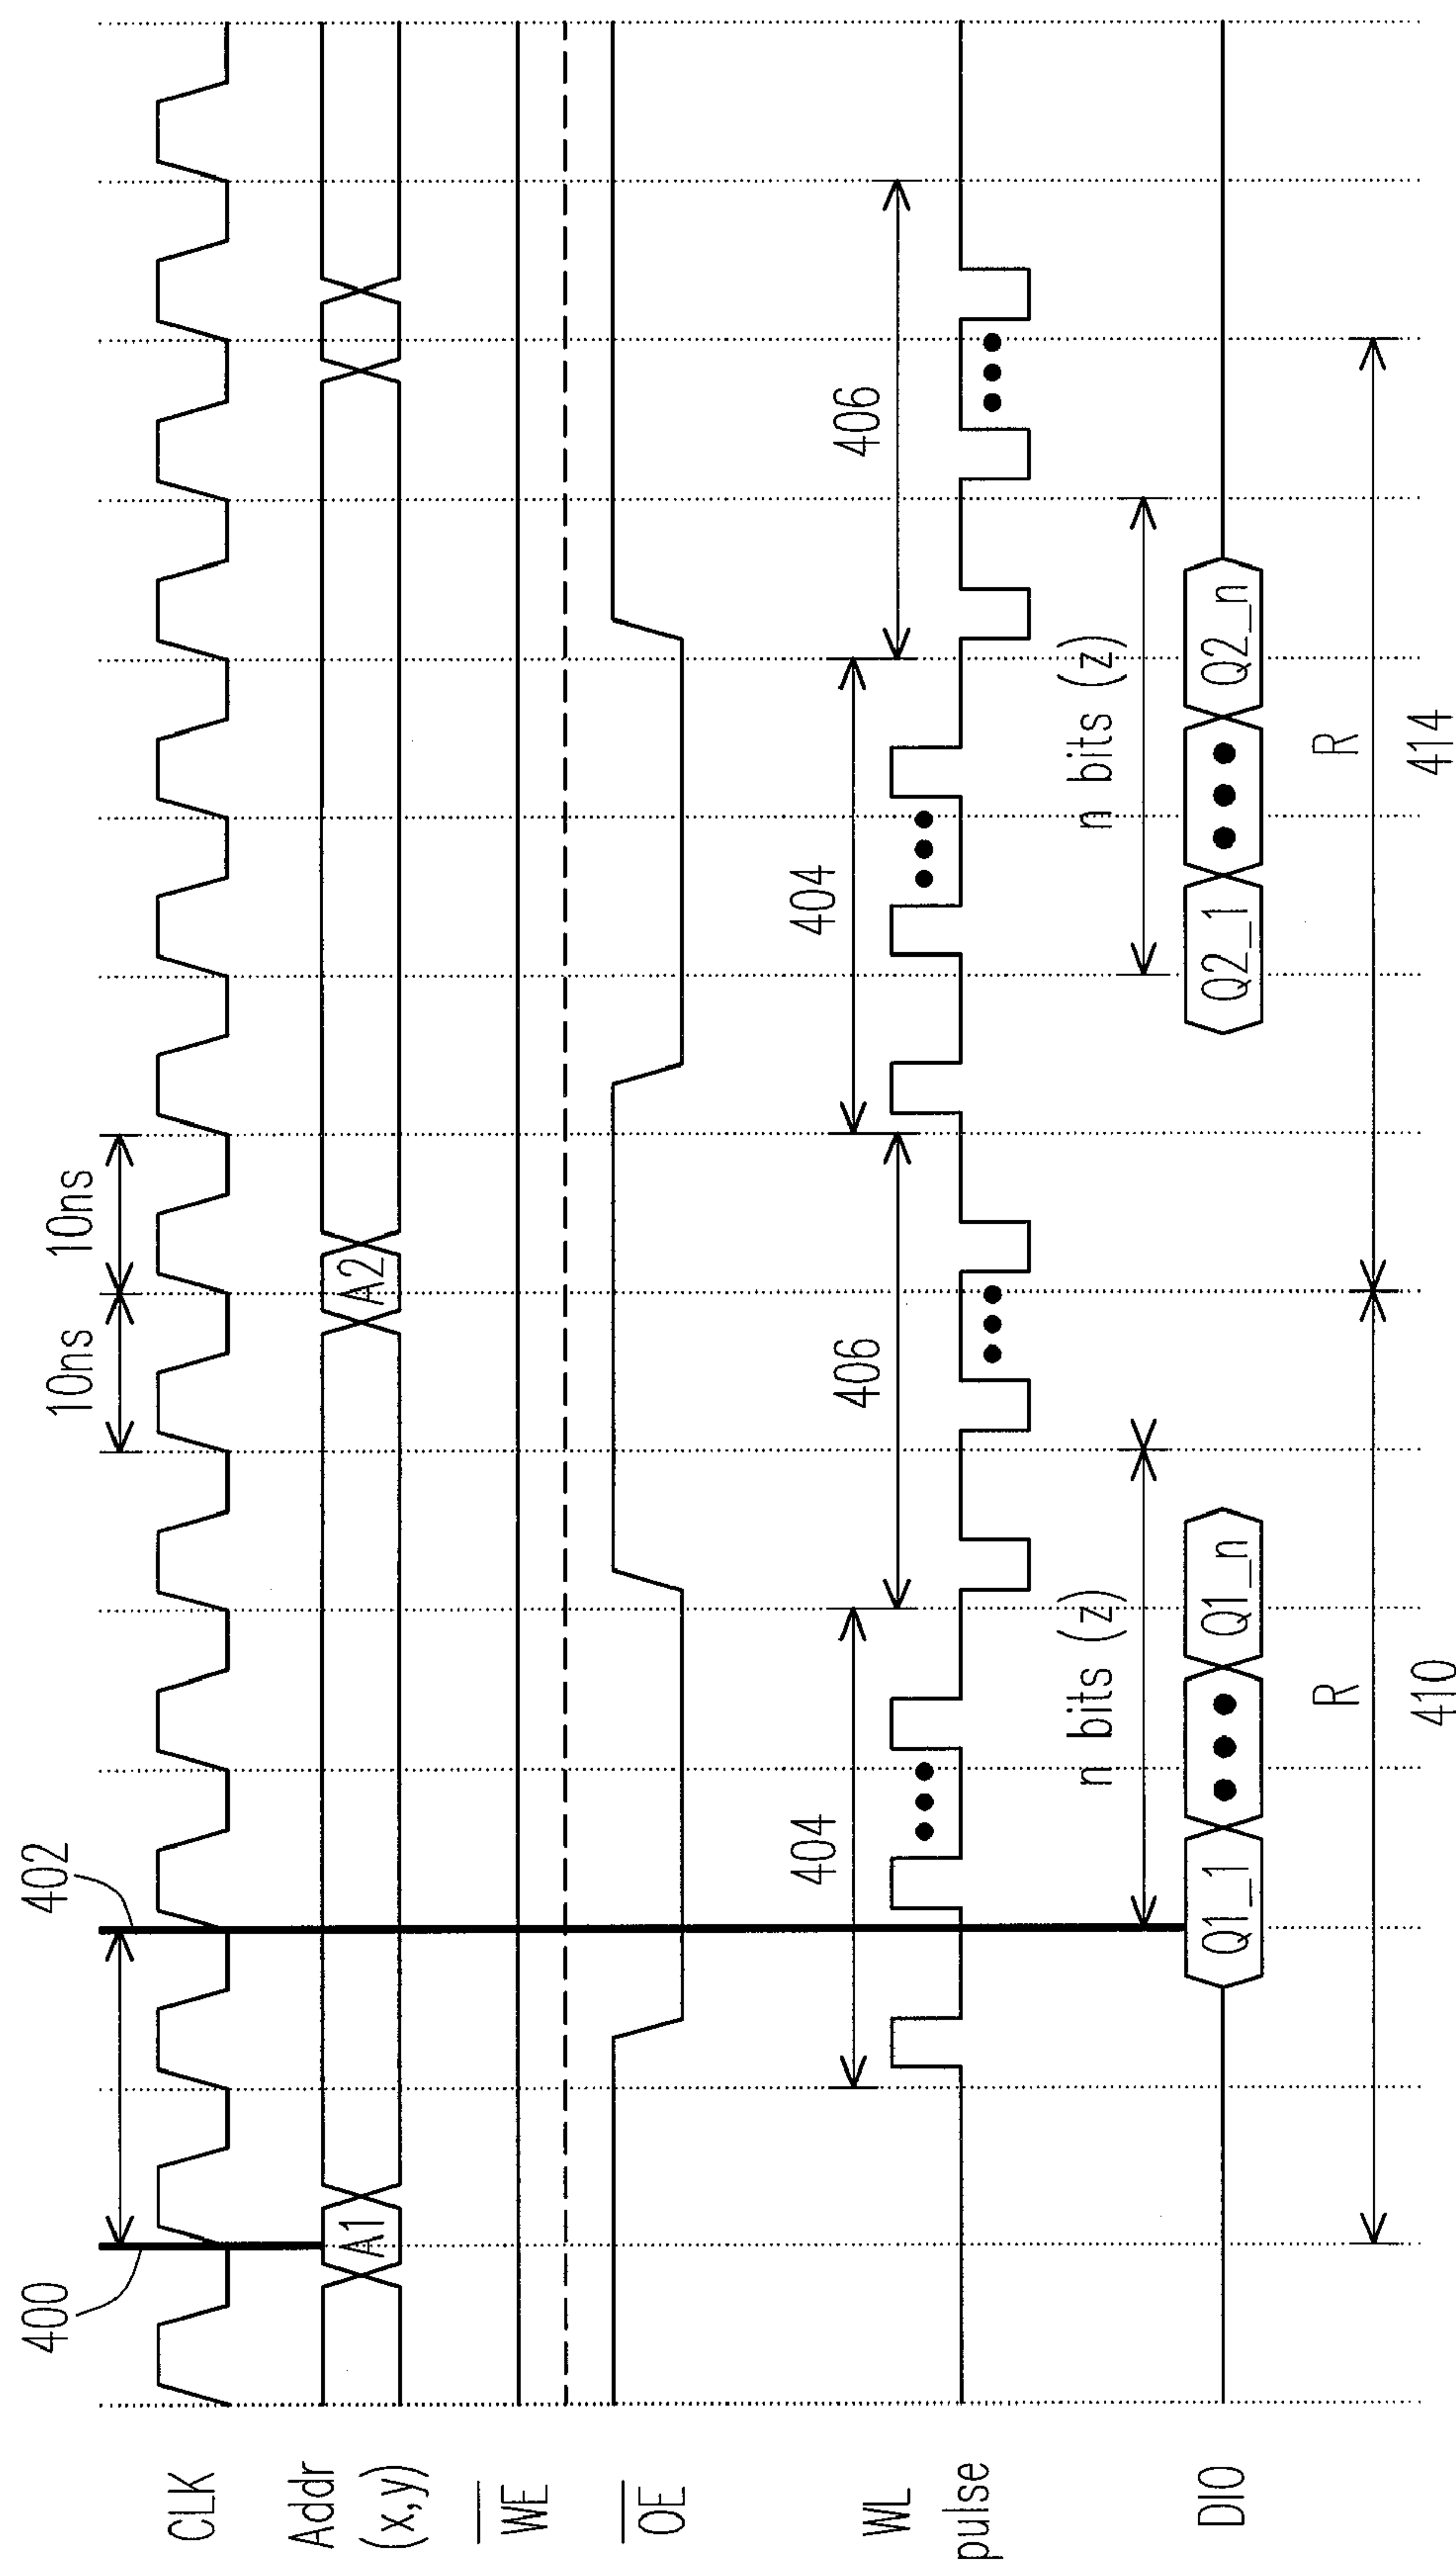 400
402
10ns
10ns
CLK
Addr
(x,y)
A1
A2
WE
OE
404
406
404
406
WL
pulse
n bits (z)
n bits (z)
DIO
Q1_1
Q1_n
Q2_1
Q2_n
R
R
410
414